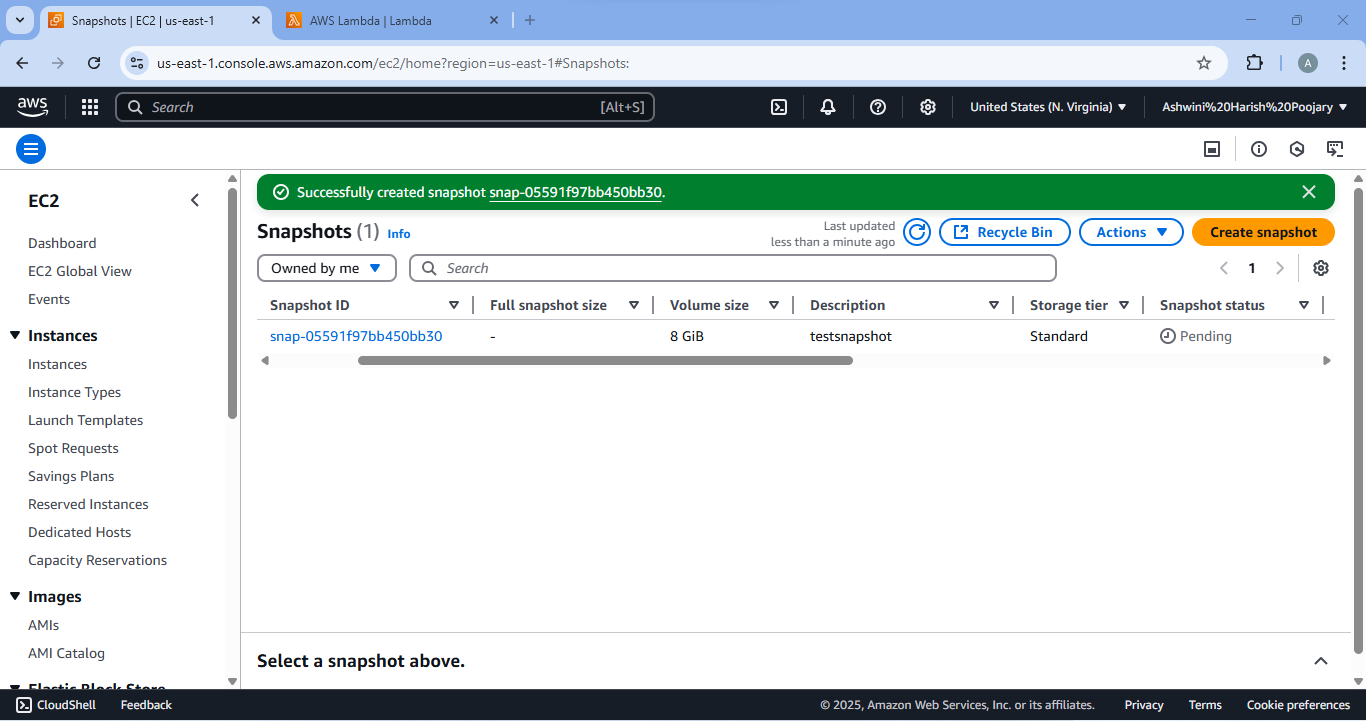 Snapshots | EC2 | us-east-1
AWS Lambda | Lambda
us-east-1.console.aws.amazon.com/ec2/home?region=us-east-1#Snapshots:
A
aws
Search
[Alt+S]
United States (N. Virginia)
Ashwini%20Harish%20Poojary
EC2
Dashboard
EC2 Global View
Events
Instances
Instances
Instance Types
Launch Templates
Spot Requests
Savings Plans
Reserved Instances
Dedicated Hosts
Capacity Reservations
Images
AMIs
AMI Catalog
Elastic Block Store
Successfully created snapshot snap-05591f97bb450bb30.
Snapshots (1) Info
Last updated
less than a minute ago
Recycle Bin
Actions
Create snapshot
Owned by me
Search
1
Snapshot ID Full snapshot size Volume size Description Storage tier Snapshot status
snap-05591f97bb450bb30 - 8 GiB testsnapshot Standard Pending
Select a snapshot above.
CloudShell Feedback © 2025, Amazon Web Services, Inc. or its affiliates. Privacy Terms Cookie preferences